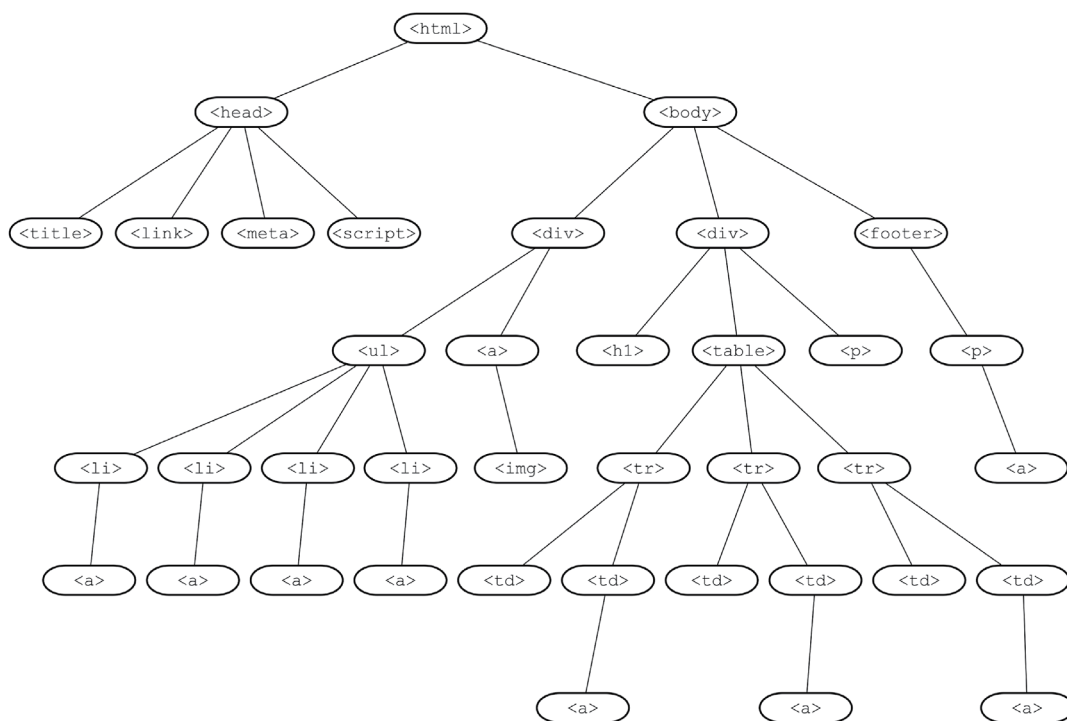 <html>
<head> <body>
<title> <link> <meta> <script> <div> <div> <footer>
<ul> <a> <h1> <table> <p> <p>
<li> <li> <li> <li> <img> <tr> <tr> <tr> <a>
<a> <a> <a> <a> <td> <td> <td> <td> <td> <td>
<a> <a> <a>